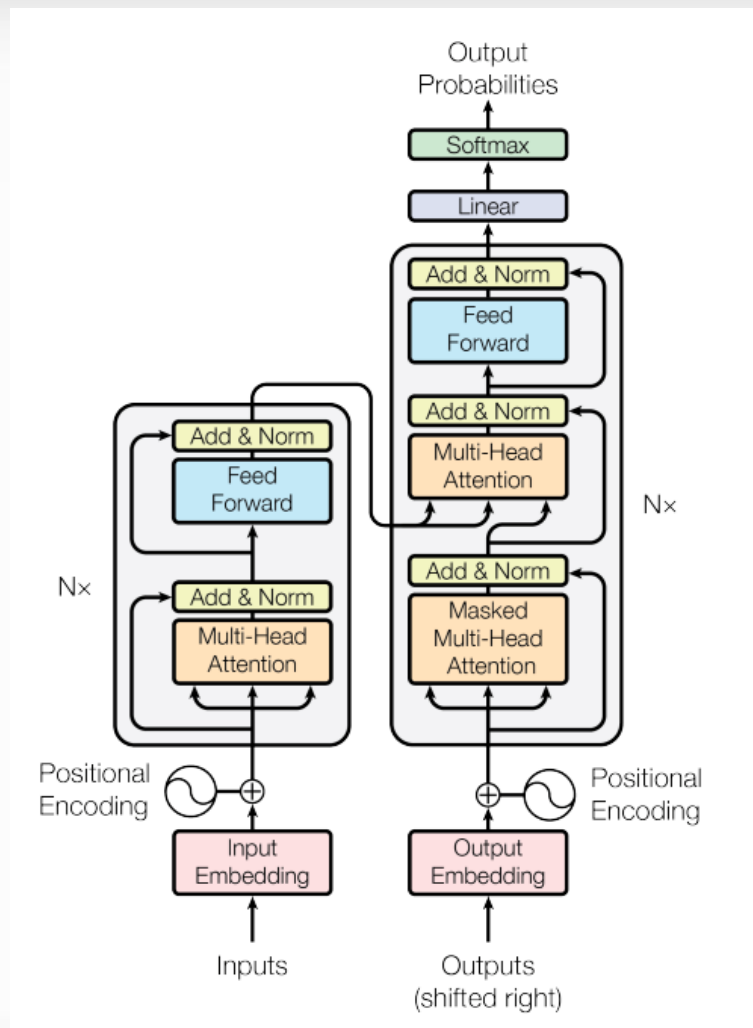 Output
Probabilities
Softmax
Linear
Add & Norm
Feed
Forward
Add & Norm
Multi-Head
Attention
Nx
Add & Norm
Masked
Multi-Head
Attention
Add & Norm
Feed
Forward
Nx
Add & Norm
Multi-Head
Attention
Positional
Encoding
Positional
Encoding
Input
Embedding
Output
Embedding
Inputs
Outputs
(shifted right)